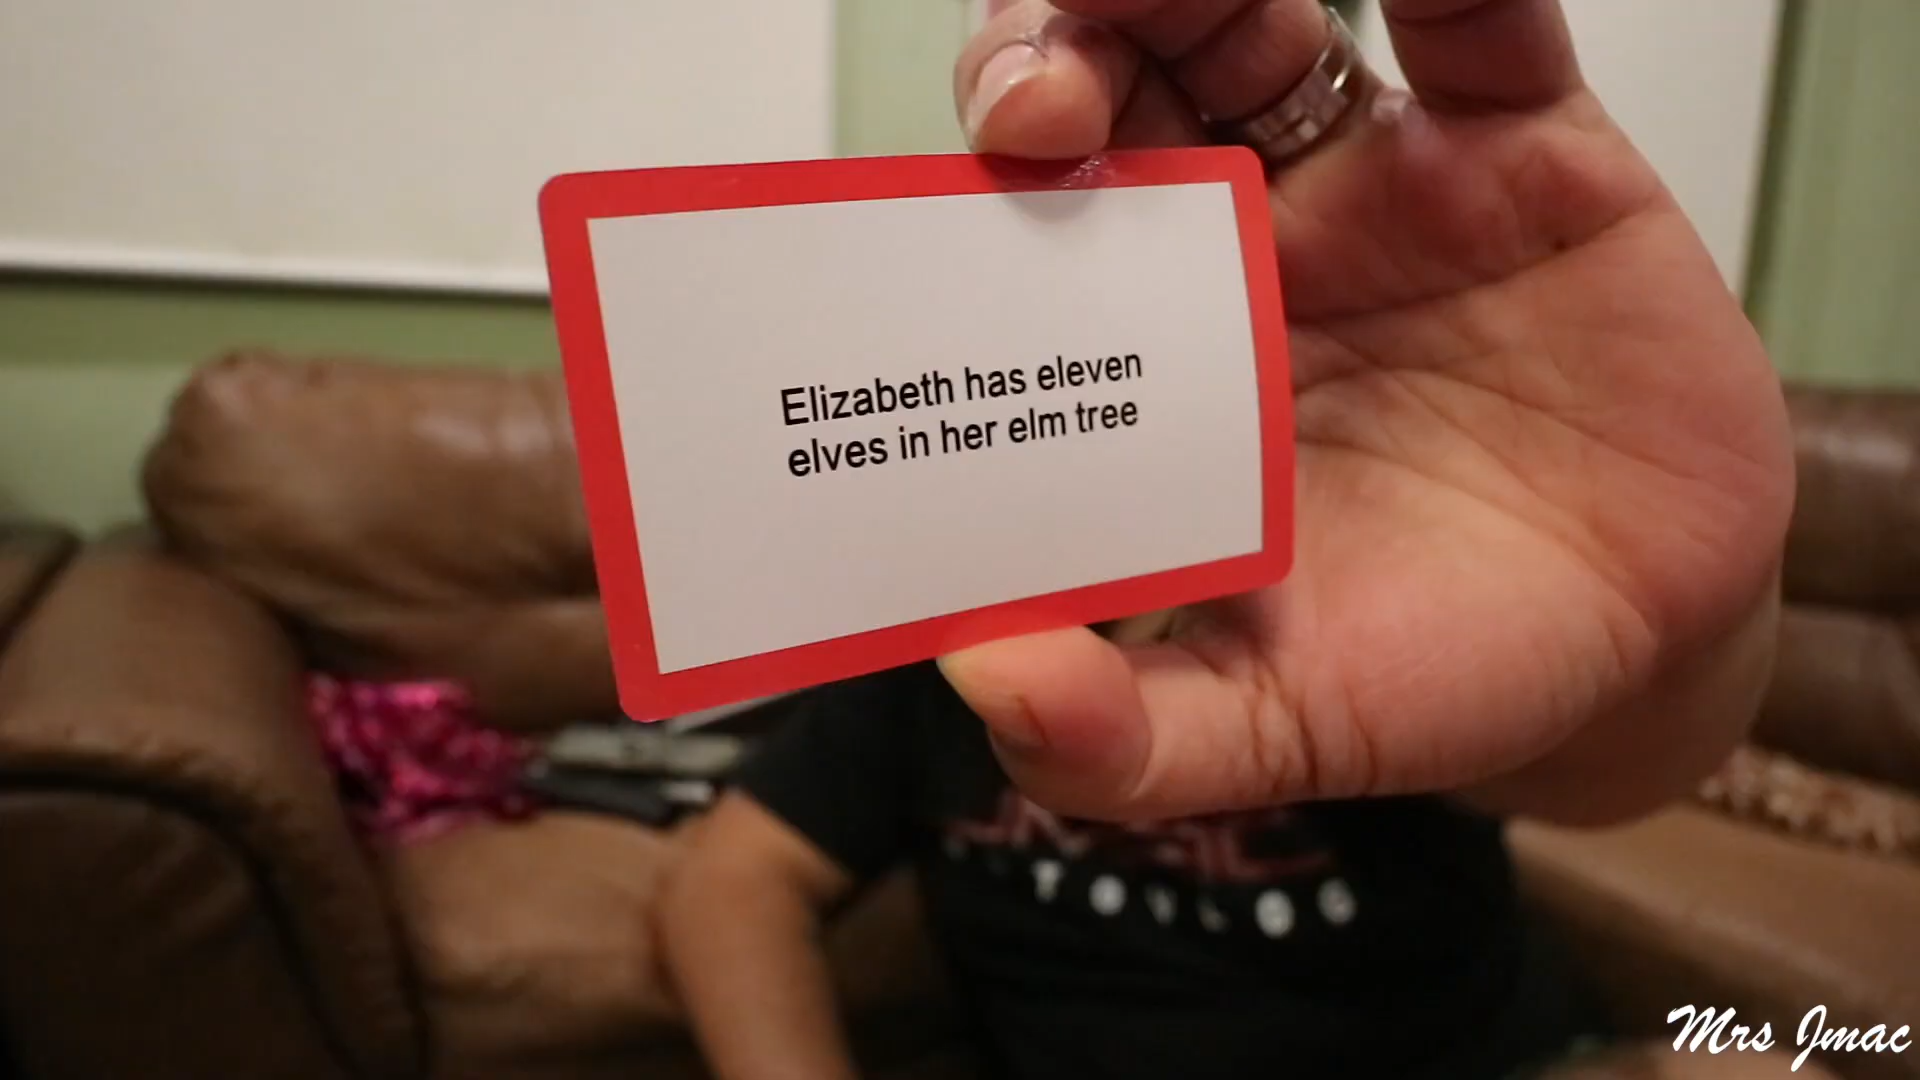 Elizabeth has eleven
elves in her elm tree
Mrs Jmac